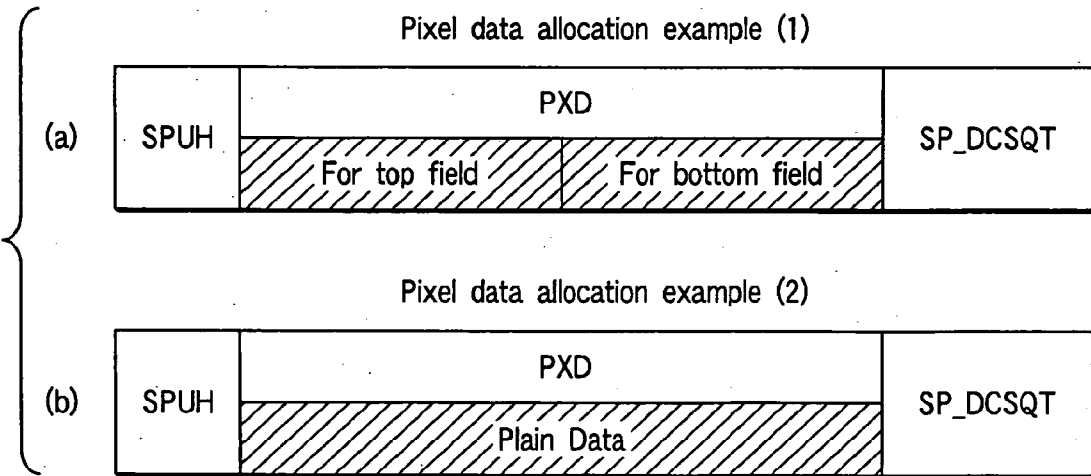 Pixel data allocation example (1)
(a) SPUH PXD SP_DCSQT
For top field For bottom field
Pixel data allocation example (2)
(b) SPUH PXD SP_DCSQT
Plain Data